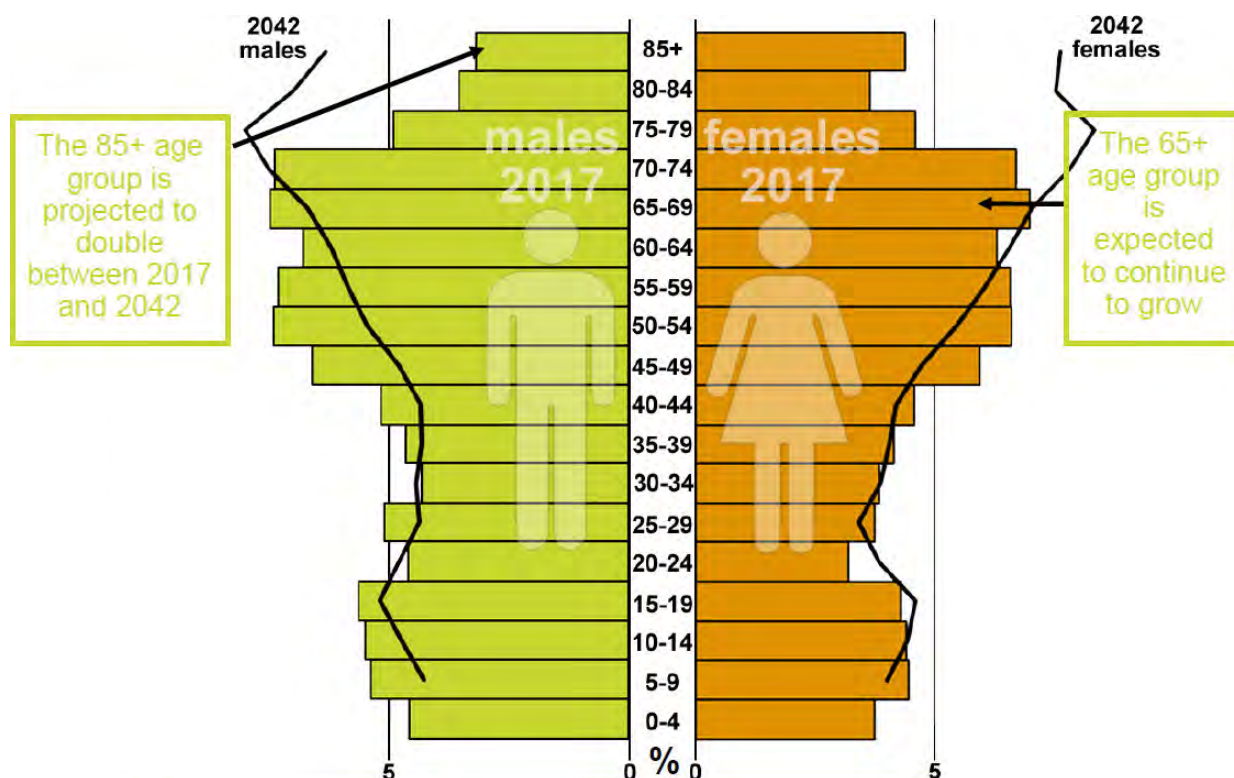 2042
males
85+
2042
females
80-84
The 85+ age
group is
projected to
double
between 2017
and 2042
75-79
males
2017
females
2017
The 65+
age group
is
expected
to continue
to grow
70-74
65-69
60-64
55-59
50-54
45-49
40-44
35-39
30-34
25-29
20-24
15-19
10-14
5-9
0-4
5
0
%
0
5